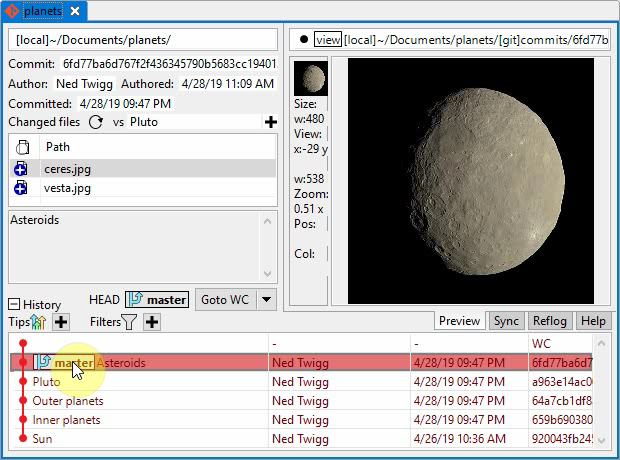 planets
[local]~/Documents/planets/
Commit: 6fd77ba6d767f2f436345790b5683cc19401
Author: Ned Twigg Authored: 4/28/19 11:09 AM
Committed: 4/28/19 09:47 PM
Changed files vs Pluto
Path
ceres.jpg
vesta.jpg
Asteroids
History HEAD master Goto WC
Tips Filters
view [local]~/Documents/planets/[git]commits/6fd77b
Size:
w:480
View:
x:-29 y
w:538
Zoom:
0.51 x
Pos:
Col:
Preview Sync Reflog Help
- - WC
master Asteroids Ned Twigg 4/28/19 09:47 PM 6fd77ba6d7
Pluto Ned Twigg 4/28/19 09:47 PM a963e14ac0
Outer planets Ned Twigg 4/28/19 09:47 PM 64a7cb1df8
Inner planets Ned Twigg 4/28/19 09:47 PM 659b690380
Sun Ned Twigg 4/26/19 10:36 AM 920043fb24